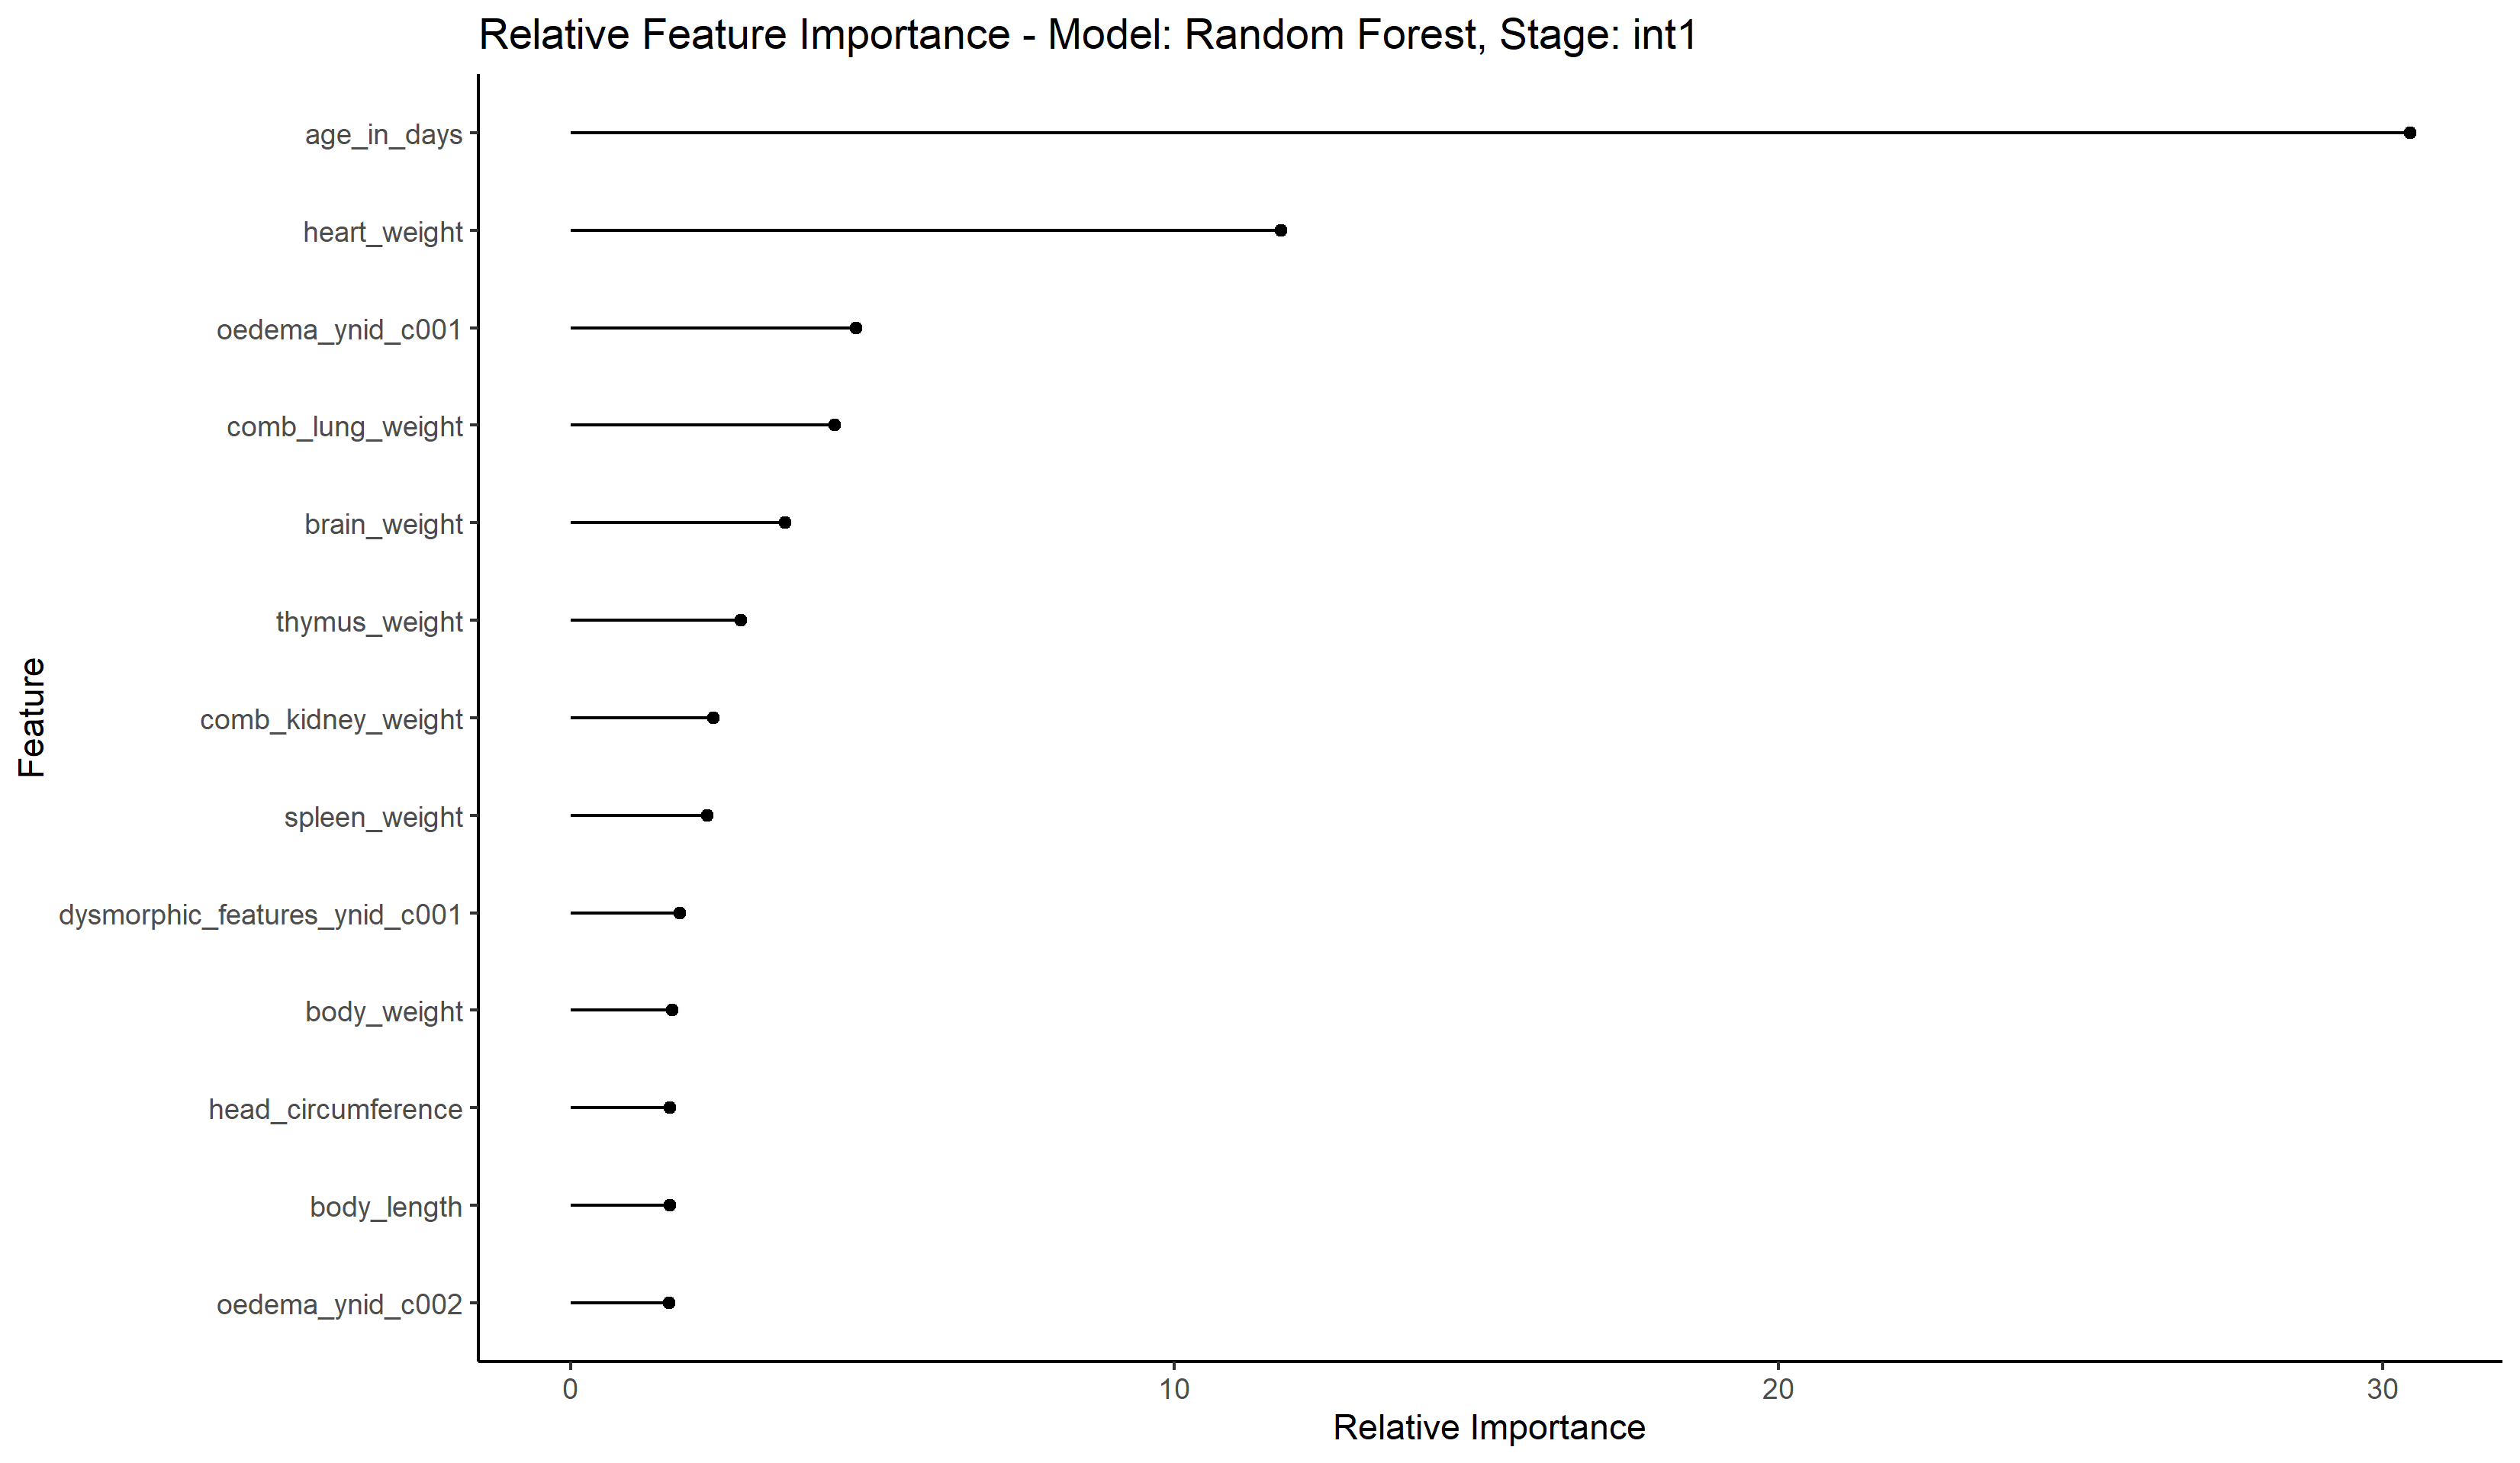 Relative Feature Importance - Model: Random Forest, Stage: int1
Feature
age_in_days
heart_weight
oedema_ynid_c001
comb_lung_weight
brain_weight
thymus_weight
comb_kidney_weight
spleen_weight
dysmorphic_features_ynid_c001
body_weight
head_circumference
body_length
oedema_ynid_c002
0 10 20 30
Relative Importance